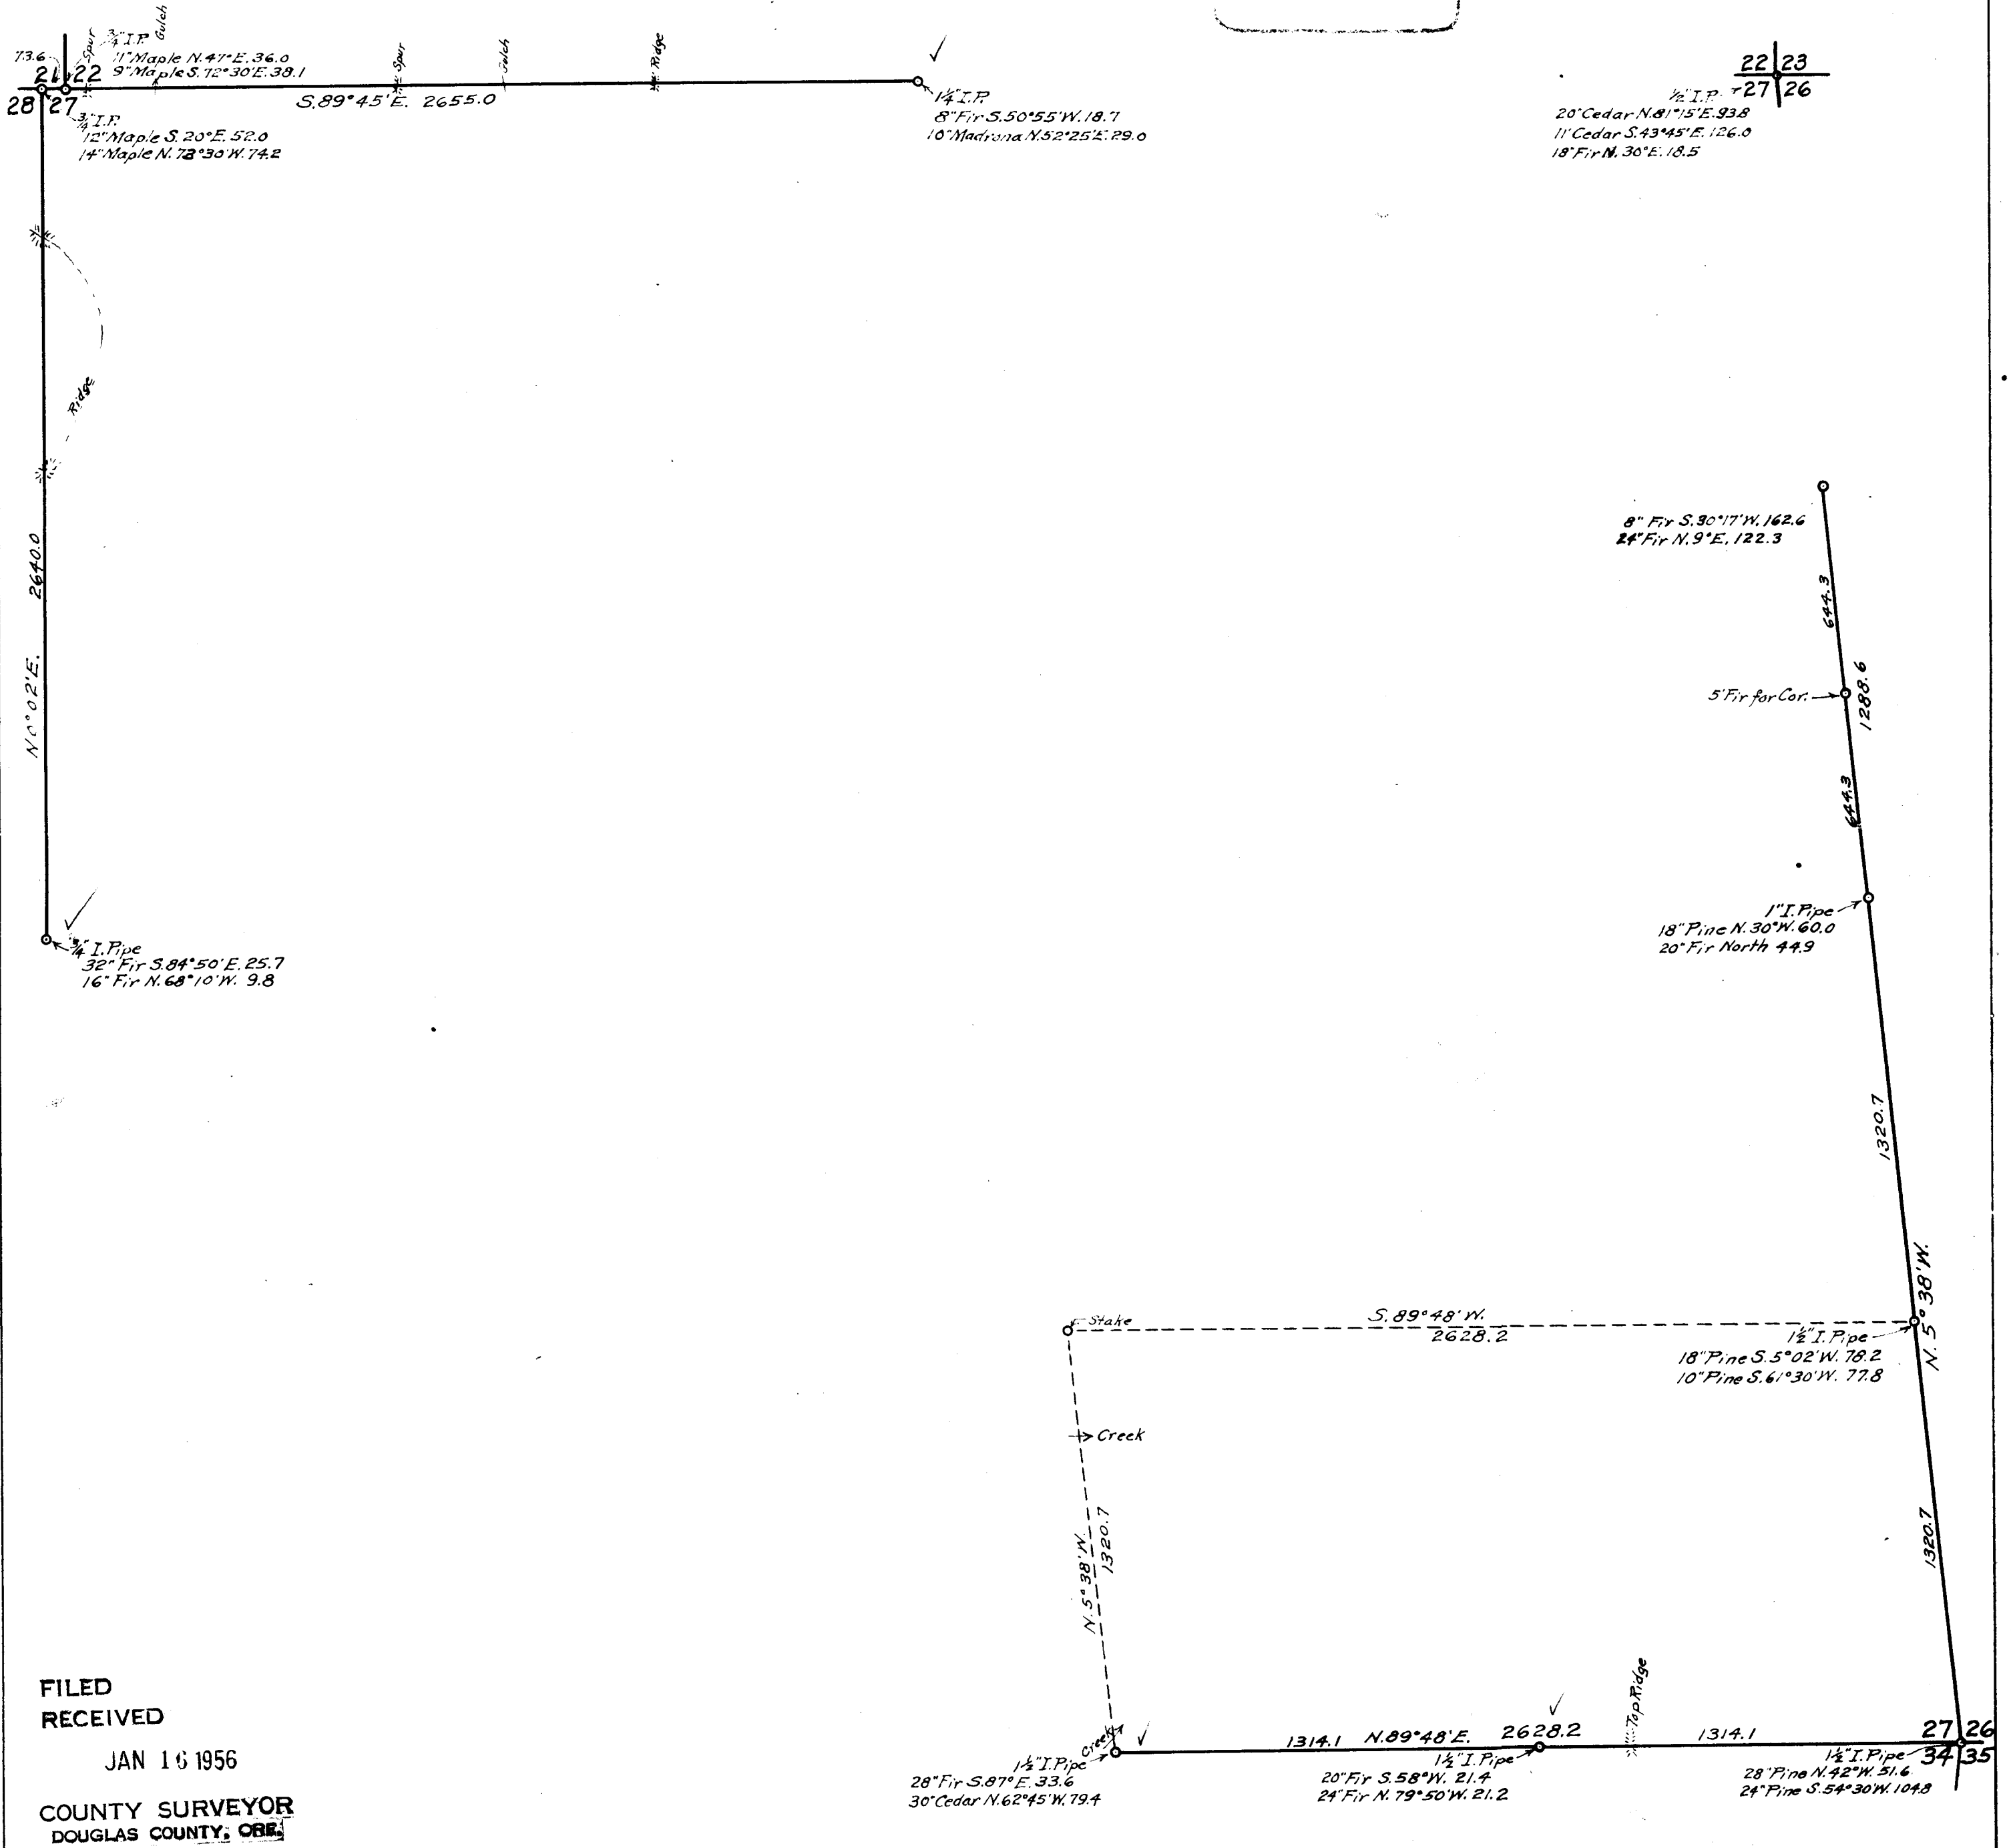 Spur
3/4" I.P.
Gulch
73.6
11" Maple N.47°E. 36.0
9" Maple S.72°30'E. 38.1
21 22
28 27
S.89°45'E. 2655.0
Spur
Gulch
Ridge
3/4" I.P.
12" Maple S.20°E. 52.0
14" Maple N.73°30'W. 74.2
1 1/4" I.P.
8" Fir S.50°55'W. 18.7
10" Madrona N.52°25'E. 29.0
22 23
27 26
1/2" I.P.
20" Cedar N.81°15'E. 93.8
11" Cedar S.43°45'E. 126.0
18" Fir N.30°E. 18.5
Ridge
N.0°02'E. 2640.0
8" Fir S.30°17'W. 162.6
24" Fir N.9°E. 122.3
644.3
5' Fir for Cor.
1288.6
644.3
3/4" I.Pipe
32" Fir S.84°50'E. 25.7
16" Fir N.68°10'W. 9.8
1" I.Pipe
18" Pine N.30°W. 60.0
20" Fir North 44.9
1320.7
N.5°38'W.
Stake
S.89°48'W.
2628.2
1 1/2" I.Pipe
18" Pine S.5°02'W. 78.2
10" Pine S.61°30'W. 77.8
Creek
N.5°38'W.
1320.7
1320.7
Creek
1 1/2" I.Pipe
28" Fir S.87°E. 33.6
30" Cedar N.62°45'W. 79.4
1314.1 N.89°48'E. 2628.2
1 1/2" I.Pipe
20" Fir S.58°W. 21.4
24" Fir N.79°50'W. 21.2
Top Ridge
1314.1
27 26
34 35
1 1/2" I.Pipe
28" Pine N.42°W. 51.6
24" Pine S.54°30'W. 104.8
FILED
RECEIVED
JAN 16 1956
COUNTY SURVEYOR
DOUGLAS COUNTY, ORE.